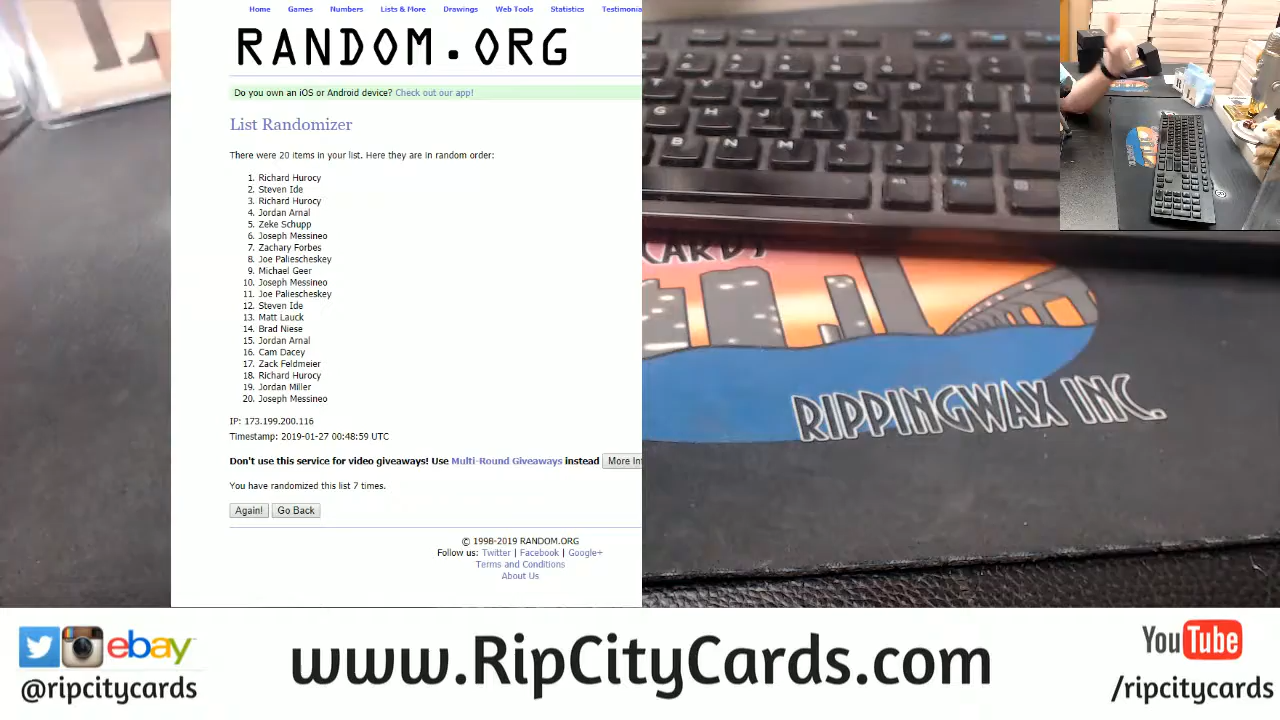 Home Games Numbers Lists & More Drawings Web Tools Statistics Testimonia
RANDOM.ORG
Do you own an iOS or Android device? Check out our app!
List Randomizer
There were 20 items in your list. Here they are in random order:
1. Richard Hurocy
2. Steven Ide
3. Richard Hurocy
4. Jordan Arnal
5. Zeke Schupp
6. Joseph Messineo
7. Zachary Forbes
8. Joe Paliescheskey
9. Michael Geer
10. Joseph Messineo
11. Joe Paliescheskey
12. Steven Ide
13. Matt Lauck
14. Brad Niese
15. Jordan Arnal
16. Cam Dacey
17. Zack Feldmeier
18. Richard Hurocy
19. Jordan Miller
20. Joseph Messineo
IP: 173.199.200.116
Timestamp: 2019-01-27 00:48:59 UTC
Don't use this service for video giveaways! Use Multi-Round Giveaways instead More In
You have randomized this list 7 times.
Again! Go Back
© 1998-2019 RANDOM.ORG
Follow us: Twitter | Facebook | Google+
Terms and Conditions
About Us
CARDS
RIPPINGWAX INC.
ebay
@ripcitycards
www.RipCityCards.com
YouTube
/ripcitycards